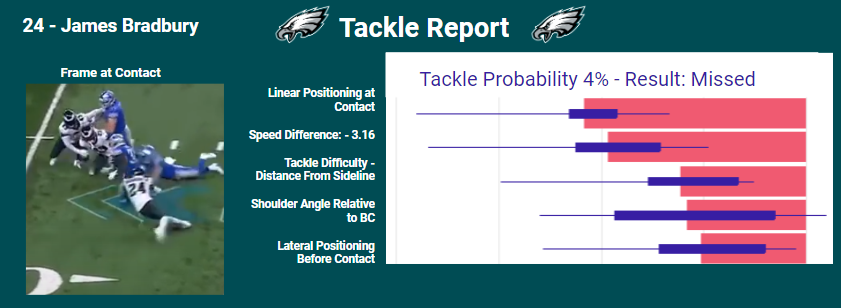 24 - James Bradbury
Tackle Report
Frame at Contact
Tackle Probability 4% - Result: Missed
Linear Positioning at
Contact
Speed Difference: - 3.16
Tackle Difficulty -
Distance From Sideline
Shoulder Angle Relative
to BC
Lateral Positioning
Before Contact
24